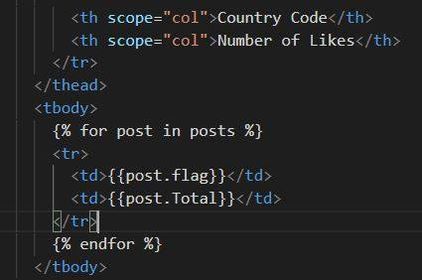 <th scope="col">Country Code</th>
<th scope="col">Number of Likes</th>
</tr>
</thead>
<tbody>
{% for post in posts %}
<tr>
<td>{{post.flag}}</td>
<td>{{post.Total}}</td>
</tr>
{% endfor %}
</tbody>